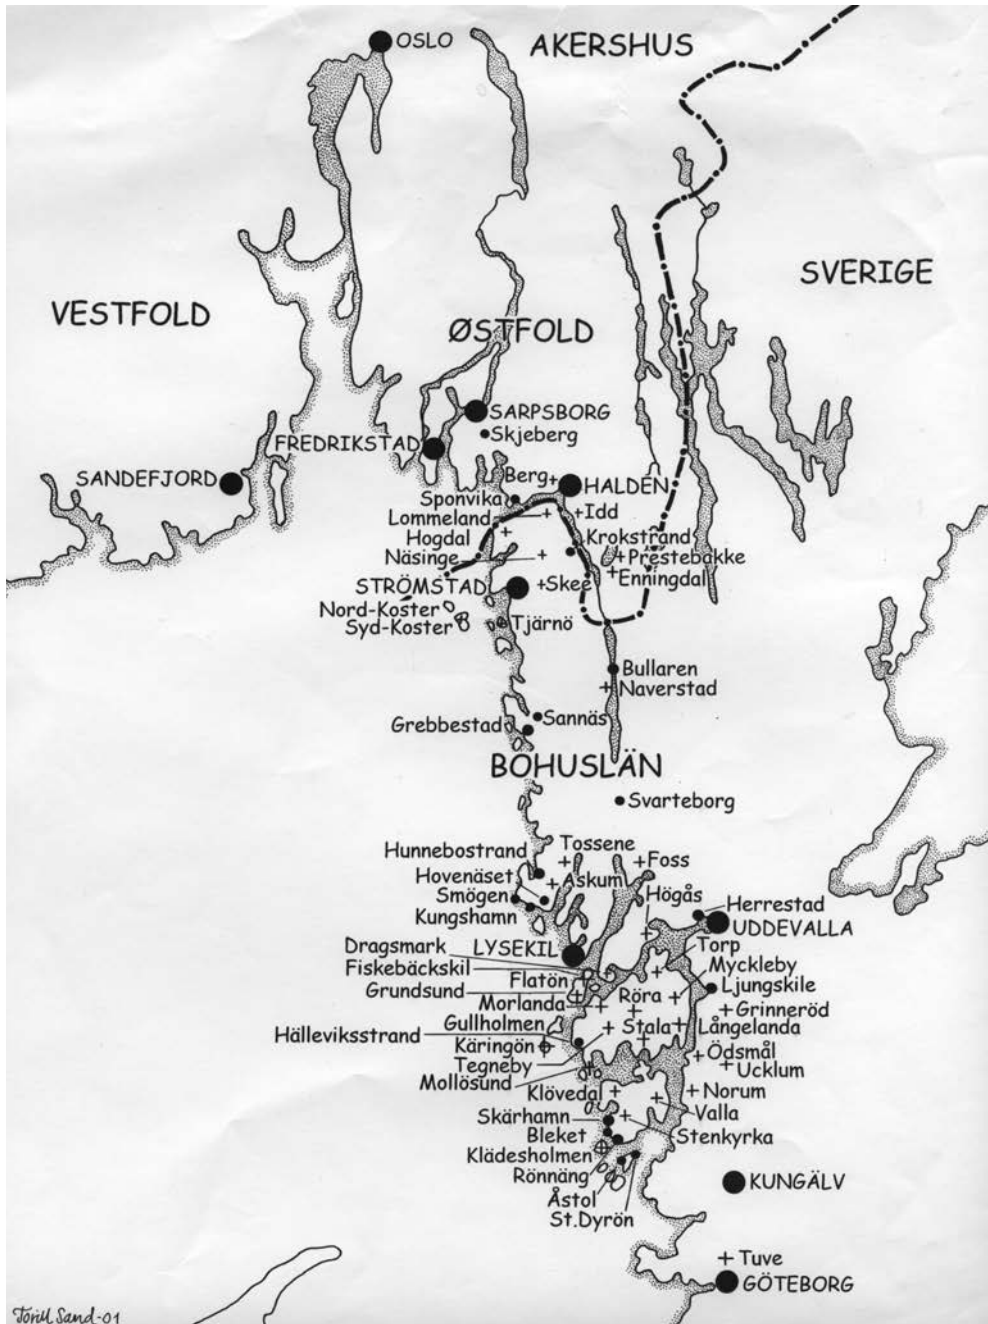 OSLO
AKERSHUS
SVERIGE
VESTFOLD
ØSTFOLD
SARPSBORG
FREDRIKSTAD
Skjeberg
SANDEFJORD
Berg
HALDEN
Sponvika
Idd
Lommeland
Hogdal
Krokstrand
Näsinge
Prestebakke
Enningdal
STRÖMSTAD
Skee
Nord-Koster
Syd-Koster
Tjärnö
Bullaren
Naverstad
Sannäs
Grebbestad
BOHUSLÄN
Svarteborg
Tossene
Hunnebostrand
Foss
Hovenäset
Askum
Högås
Smögen
Herrestad
Kungshamn
UDDEVALLA
Dragsmark
LYSEKIL
Torp
Fiskebäckskil
Myckleby
Flatön
Ljungskile
Grundsund
Röra
Morlanda
Grinneröd
Gullholmen
Stala
Långelanda
Hälleviksstrand
Käringön
Ödsmål
Tegneby
Ucklum
Mollösund
Klövedal
Norum
Valla
Skärhamn
Stenkyrka
Bleket
Klädesholmen
Rönnäng
KUNGÄLV
Åstol
St.Dyrön
Tuve
GÖTEBORG
Torill Sand-01